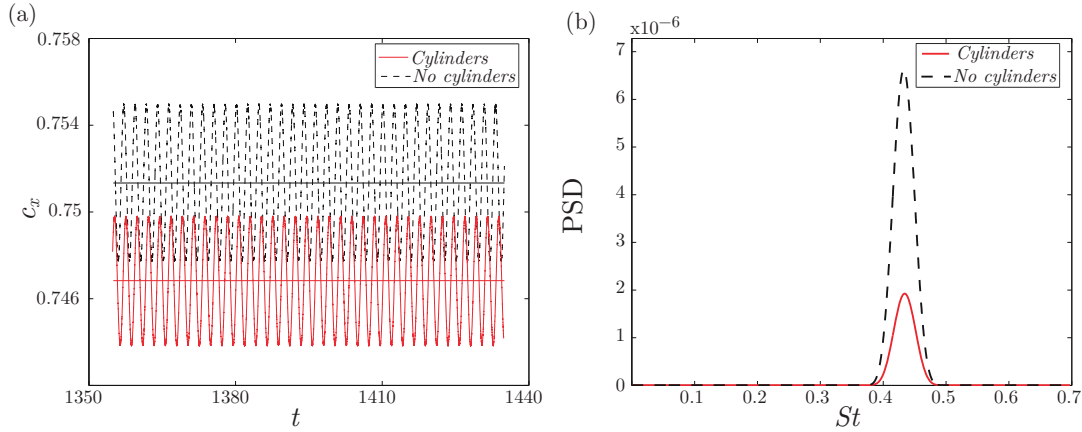 (a)
0.758
0.754
0.75
0.746
c_x
1350
1380
1410
1440
t
Cylinders
No cylinders
(b)
x10⁻⁶
7
6
5
4
3
2
1
0
PSD
0.1
0.2
0.3
0.4
0.5
0.6
0.7
St
Cylinders
No cylinders